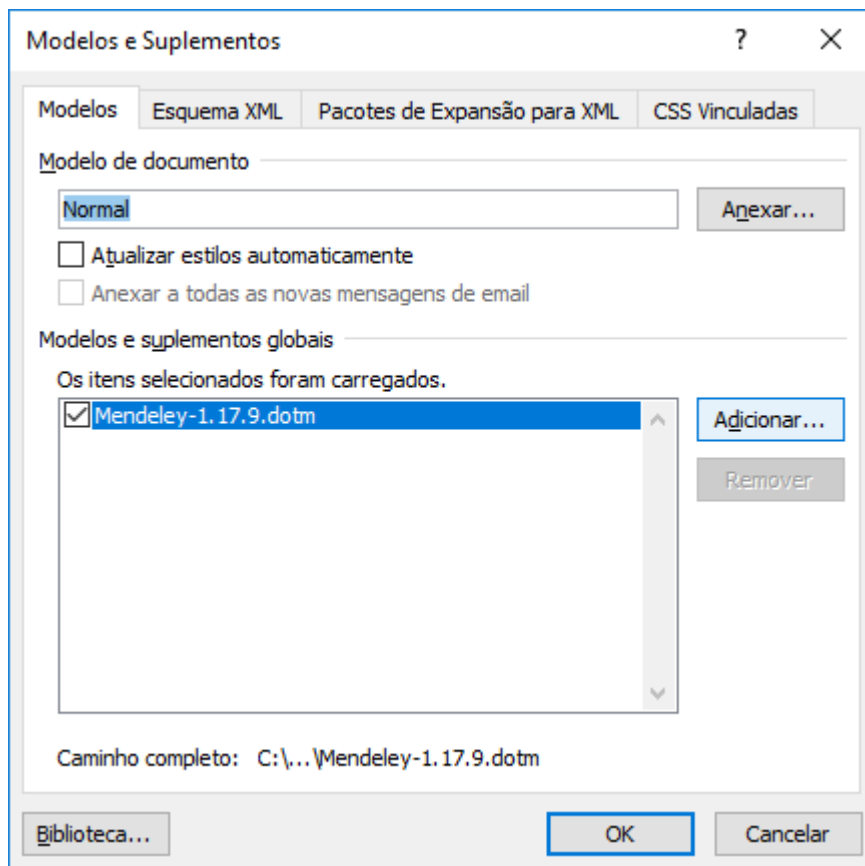 Modelos e Suplementos ?
Modelos Esquema XML Pacotes de Expansão para XML CSS Vinculadas
Modelo de documento
Normal Anexar...
Atualizar estilos automaticamente
Anexar a todas as novas mensagens de email
Modelos e suplementos globais
Os itens selecionados foram carregados.
Mendeley-1.17.9.dotm Adicionar...
Remover
Caminho completo: C:\...\Mendeley-1.17.9.dotm
Biblioteca... OK Cancelar